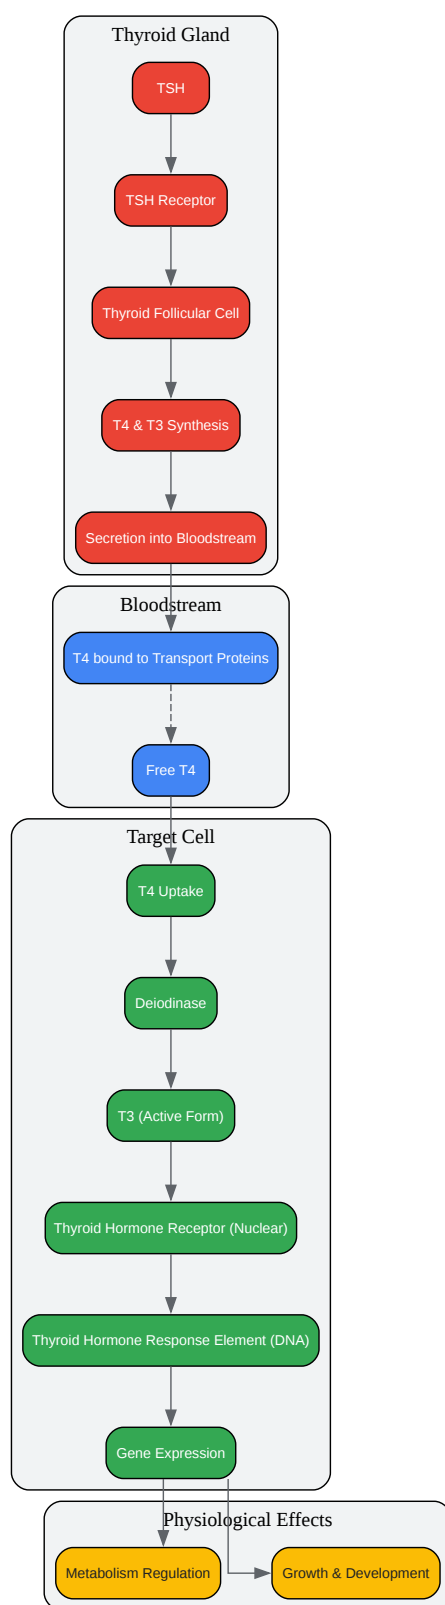 Thyroid Gland
TSH
TSH Receptor
Thyroid Follicular Cell
T4 & T3 Synthesis
Secretion into Bloodstream
Bloodstream
T4 bound to Transport Proteins
Free T4
Target Cell
T4 Uptake
Deiodinase
T3 (Active Form)
Thyroid Hormone Receptor (Nuclear)
Thyroid Hormone Response Element (DNA)
Gene Expression
Physiological Effects
Metabolism Regulation
Growth & Development